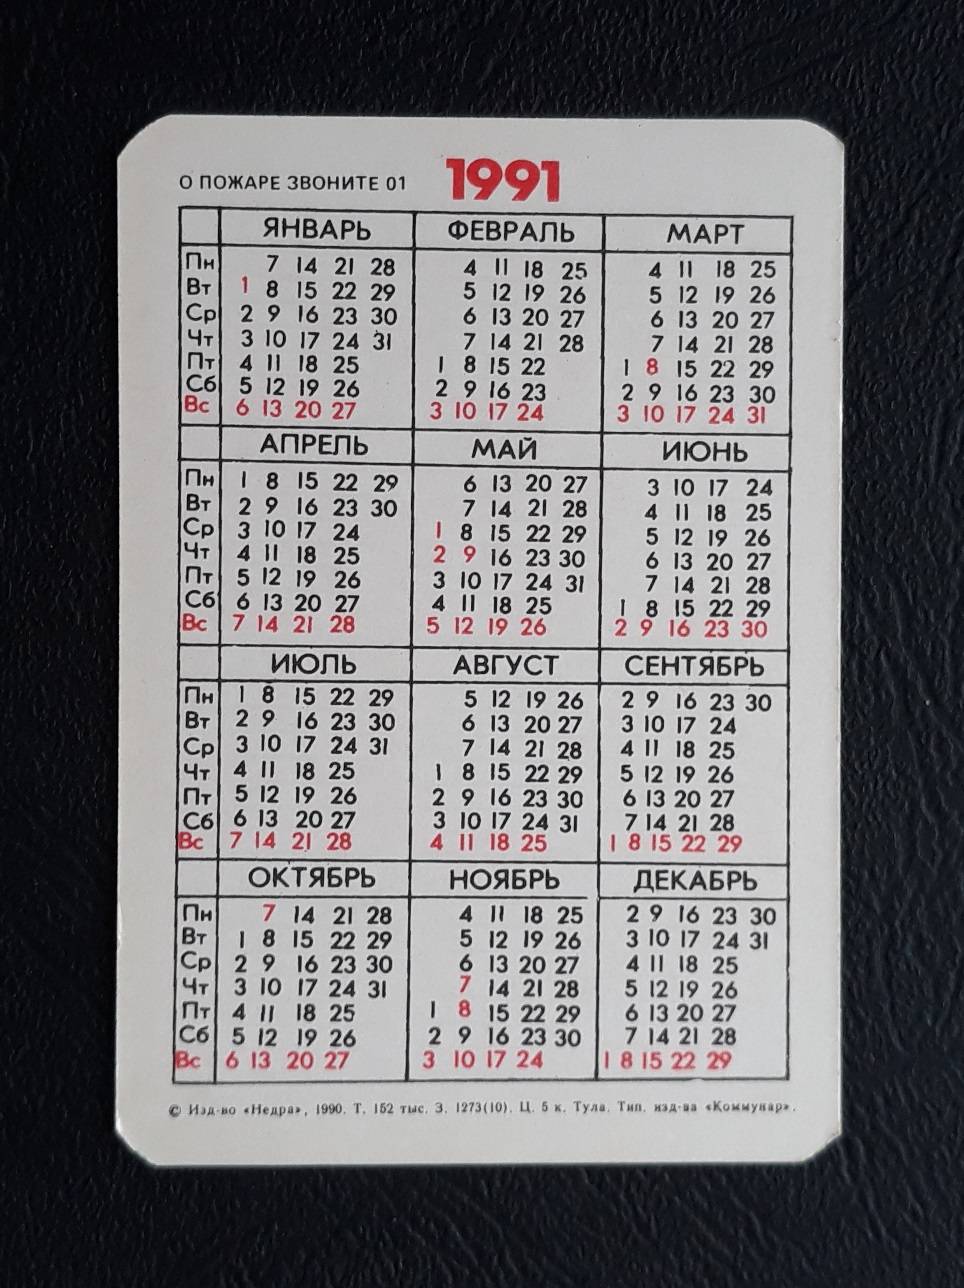 О ПОЖАРЕ ЗВОНИТЕ 01 1991
ЯНВАРЬ ФЕВРАЛЬ МАРТ
Пн 7 14 21 28 4 11 18 25 4 11 18 25
Вт 1 8 15 22 29 5 12 19 26 5 12 19 26
Ср 2 9 16 23 30 6 13 20 27 6 13 20 27
Чт 3 10 17 24 31 7 14 21 28 7 14 21 28
Пт 4 11 18 25 1 8 15 22 1 8 15 22 29
Сб 5 12 19 26 2 9 16 23 2 9 16 23 30
Вс 6 13 20 27 3 10 17 24 3 10 17 24 31
АПРЕЛЬ МАЙ ИЮНЬ
Пн 1 8 15 22 29 6 13 20 27 3 10 17 24
Вт 2 9 16 23 30 7 14 21 28 4 11 18 25
Ср 3 10 17 24 1 8 15 22 29 5 12 19 26
Чт 4 11 18 25 2 9 16 23 30 6 13 20 27
Пт 5 12 19 26 3 10 17 24 31 7 14 21 28
Сб 6 13 20 27 4 11 18 25 1 8 15 22 29
Вс 7 14 21 28 5 12 19 26 2 9 16 23 30
ИЮЛЬ АВГУСТ СЕНТЯБРЬ
Пн 1 8 15 22 29 5 12 19 26 2 9 16 23 30
Вт 2 9 16 23 30 6 13 20 27 3 10 17 24
Ср 3 10 17 24 31 7 14 21 28 4 11 18 25
Чт 4 11 18 25 1 8 15 22 29 5 12 19 26
Пт 5 12 19 26 2 9 16 23 30 6 13 20 27
Сб 6 13 20 27 3 10 17 24 31 7 14 21 28
Вс 7 14 21 28 4 11 18 25 1 8 15 22 29
ОКТЯБРЬ НОЯБРЬ ДЕКАБРЬ
Пн 7 14 21 28 4 11 18 25 2 9 16 23 30
Вт 1 8 15 22 29 5 12 19 26 3 10 17 24 31
Ср 2 9 16 23 30 6 13 20 27 4 11 18 25
Чт 3 10 17 24 31 7 14 21 28 5 12 19 26
Пт 4 11 18 25 1 8 15 22 29 6 13 20 27
Сб 5 12 19 26 2 9 16 23 30 7 14 21 28
Вс 6 13 20 27 3 10 17 24 1 8 15 22 29
© Изд-во «Недра», 1990. Т. 152 тыс. З. 1273(10). Ц. 5 к. Тула. Тип. изд-ва «Коммунар».